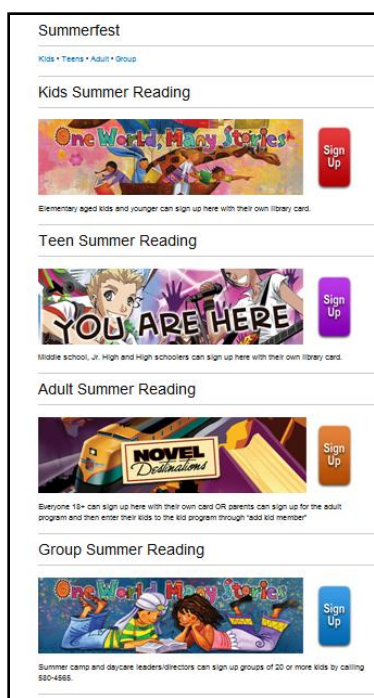 Summerfest
Kids • Teens • Adult • Group
Kids Summer Reading
One World, Many Stories
Sign
Up
Elementary aged kids and younger can sign up here with their own library card.
Teen Summer Reading
YOU ARE HERE
Sign
Up
Middle school, Jr. High and High schoolers can sign up here with their own library card.
Adult Summer Reading
NOVEL
Destinations
Sign
Up
Everyone 18+ can sign up here with their own card OR parents can sign up for the adult
program and then enter their kids to the kid program through "add kid member"
Group Summer Reading
One World, Many Stories
Sign
Up
Summer camp and daycare leaders/directors can sign up groups of 20 or more kids by calling
580-4565.